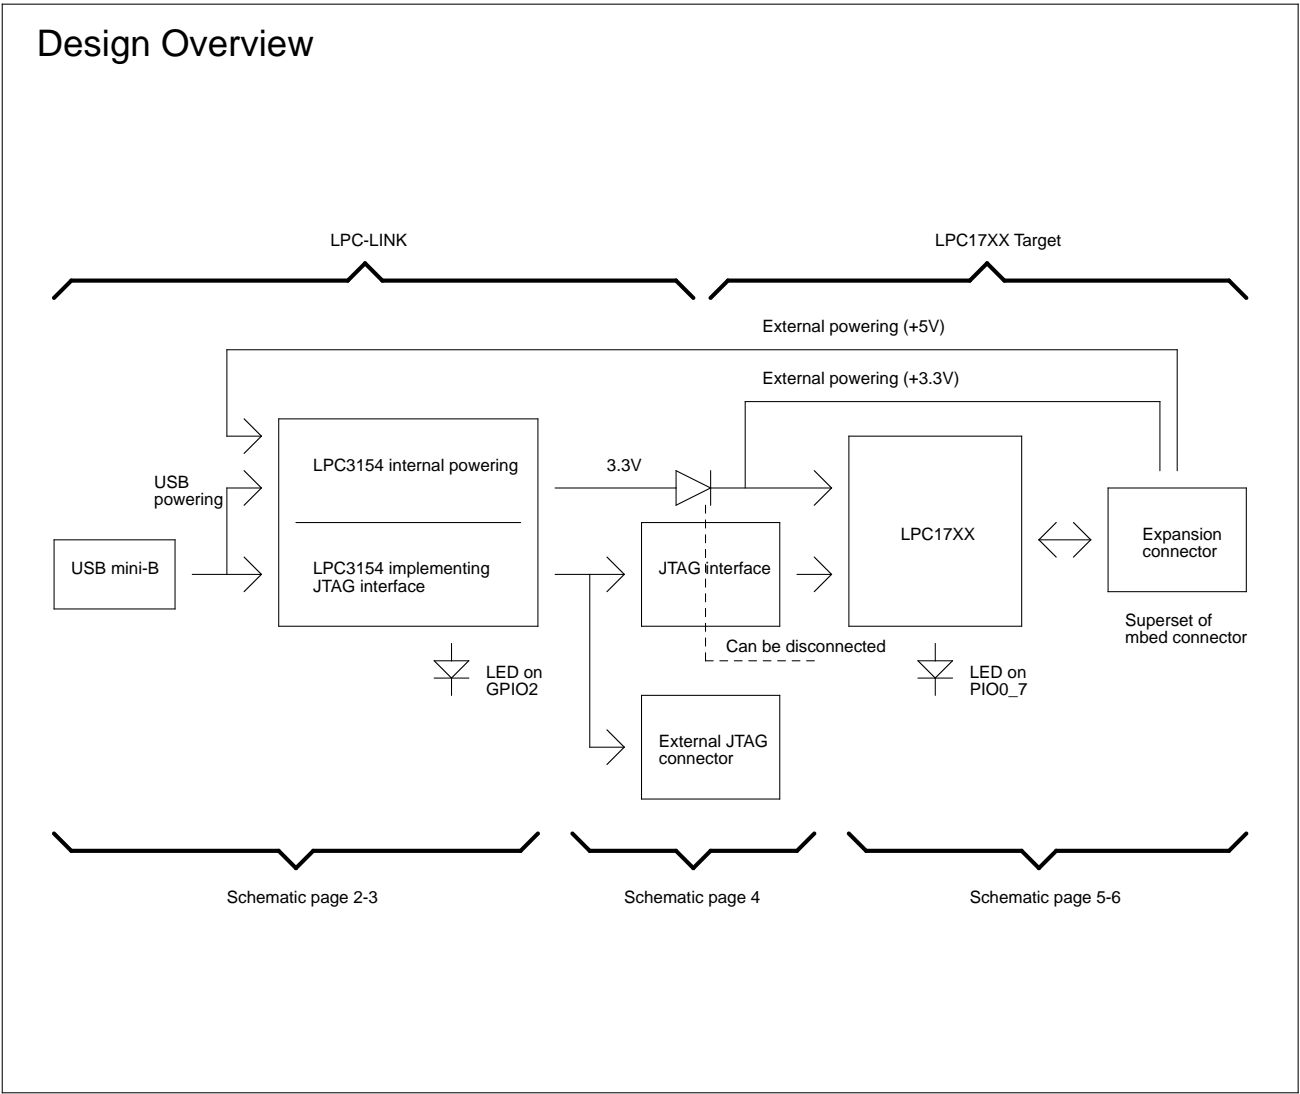 Design Overview
LPC-LINK
LPC17XX Target
External powering (+5V)
External powering (+3.3V)
LPC3154 internal powering
3.3V
USB
powering
LPC17XX
Expansion
connector
USB mini-B
LPC3154 implementing
JTAG interface
JTAG interface
Superset of
mbed connector
Can be disconnected
LED on
GPIO2
LED on
PIO0_7
External JTAG
connector
Schematic page 2-3
Schematic page 4
Schematic page 5-6